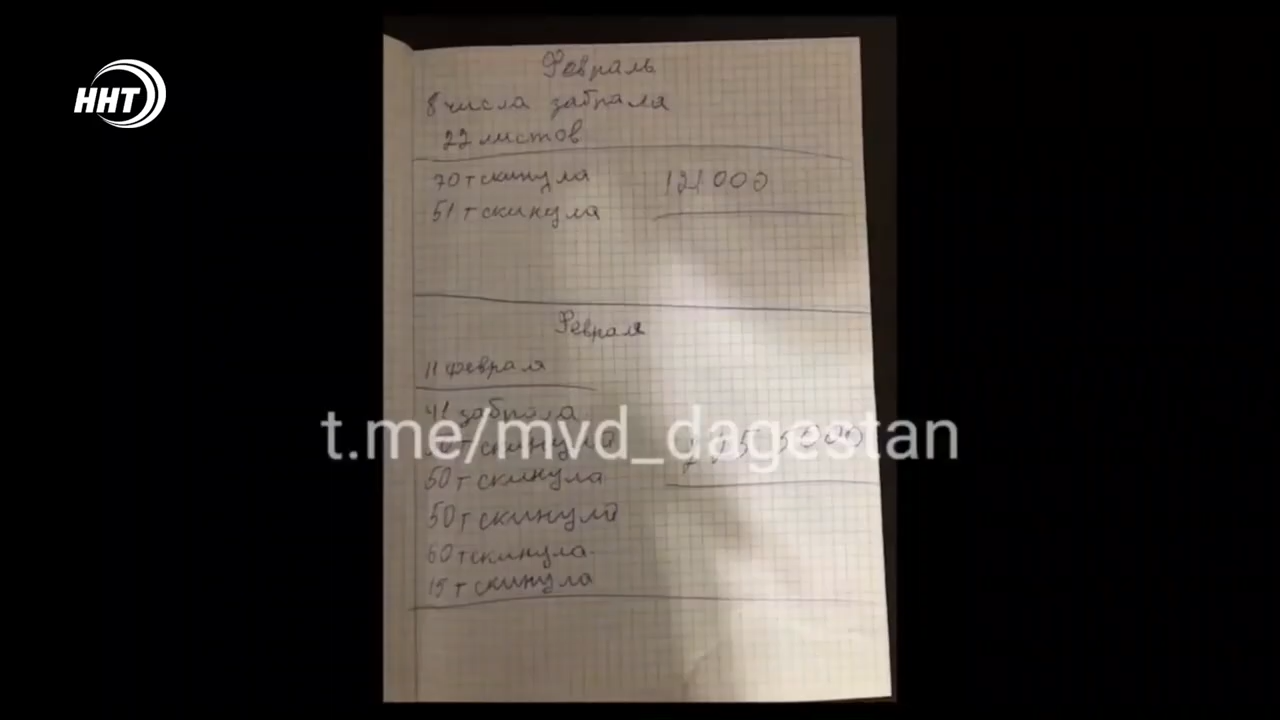 ННТ
Февраль
8 числа забрала
22 листов
70 т скинула
121 000
51 т скинула
Февраля
11 февраля
41 забрала
t.me/mvd_dagestan
т скинула
50 т скинула
50 т скинула
60 т скинула
15 т скинула